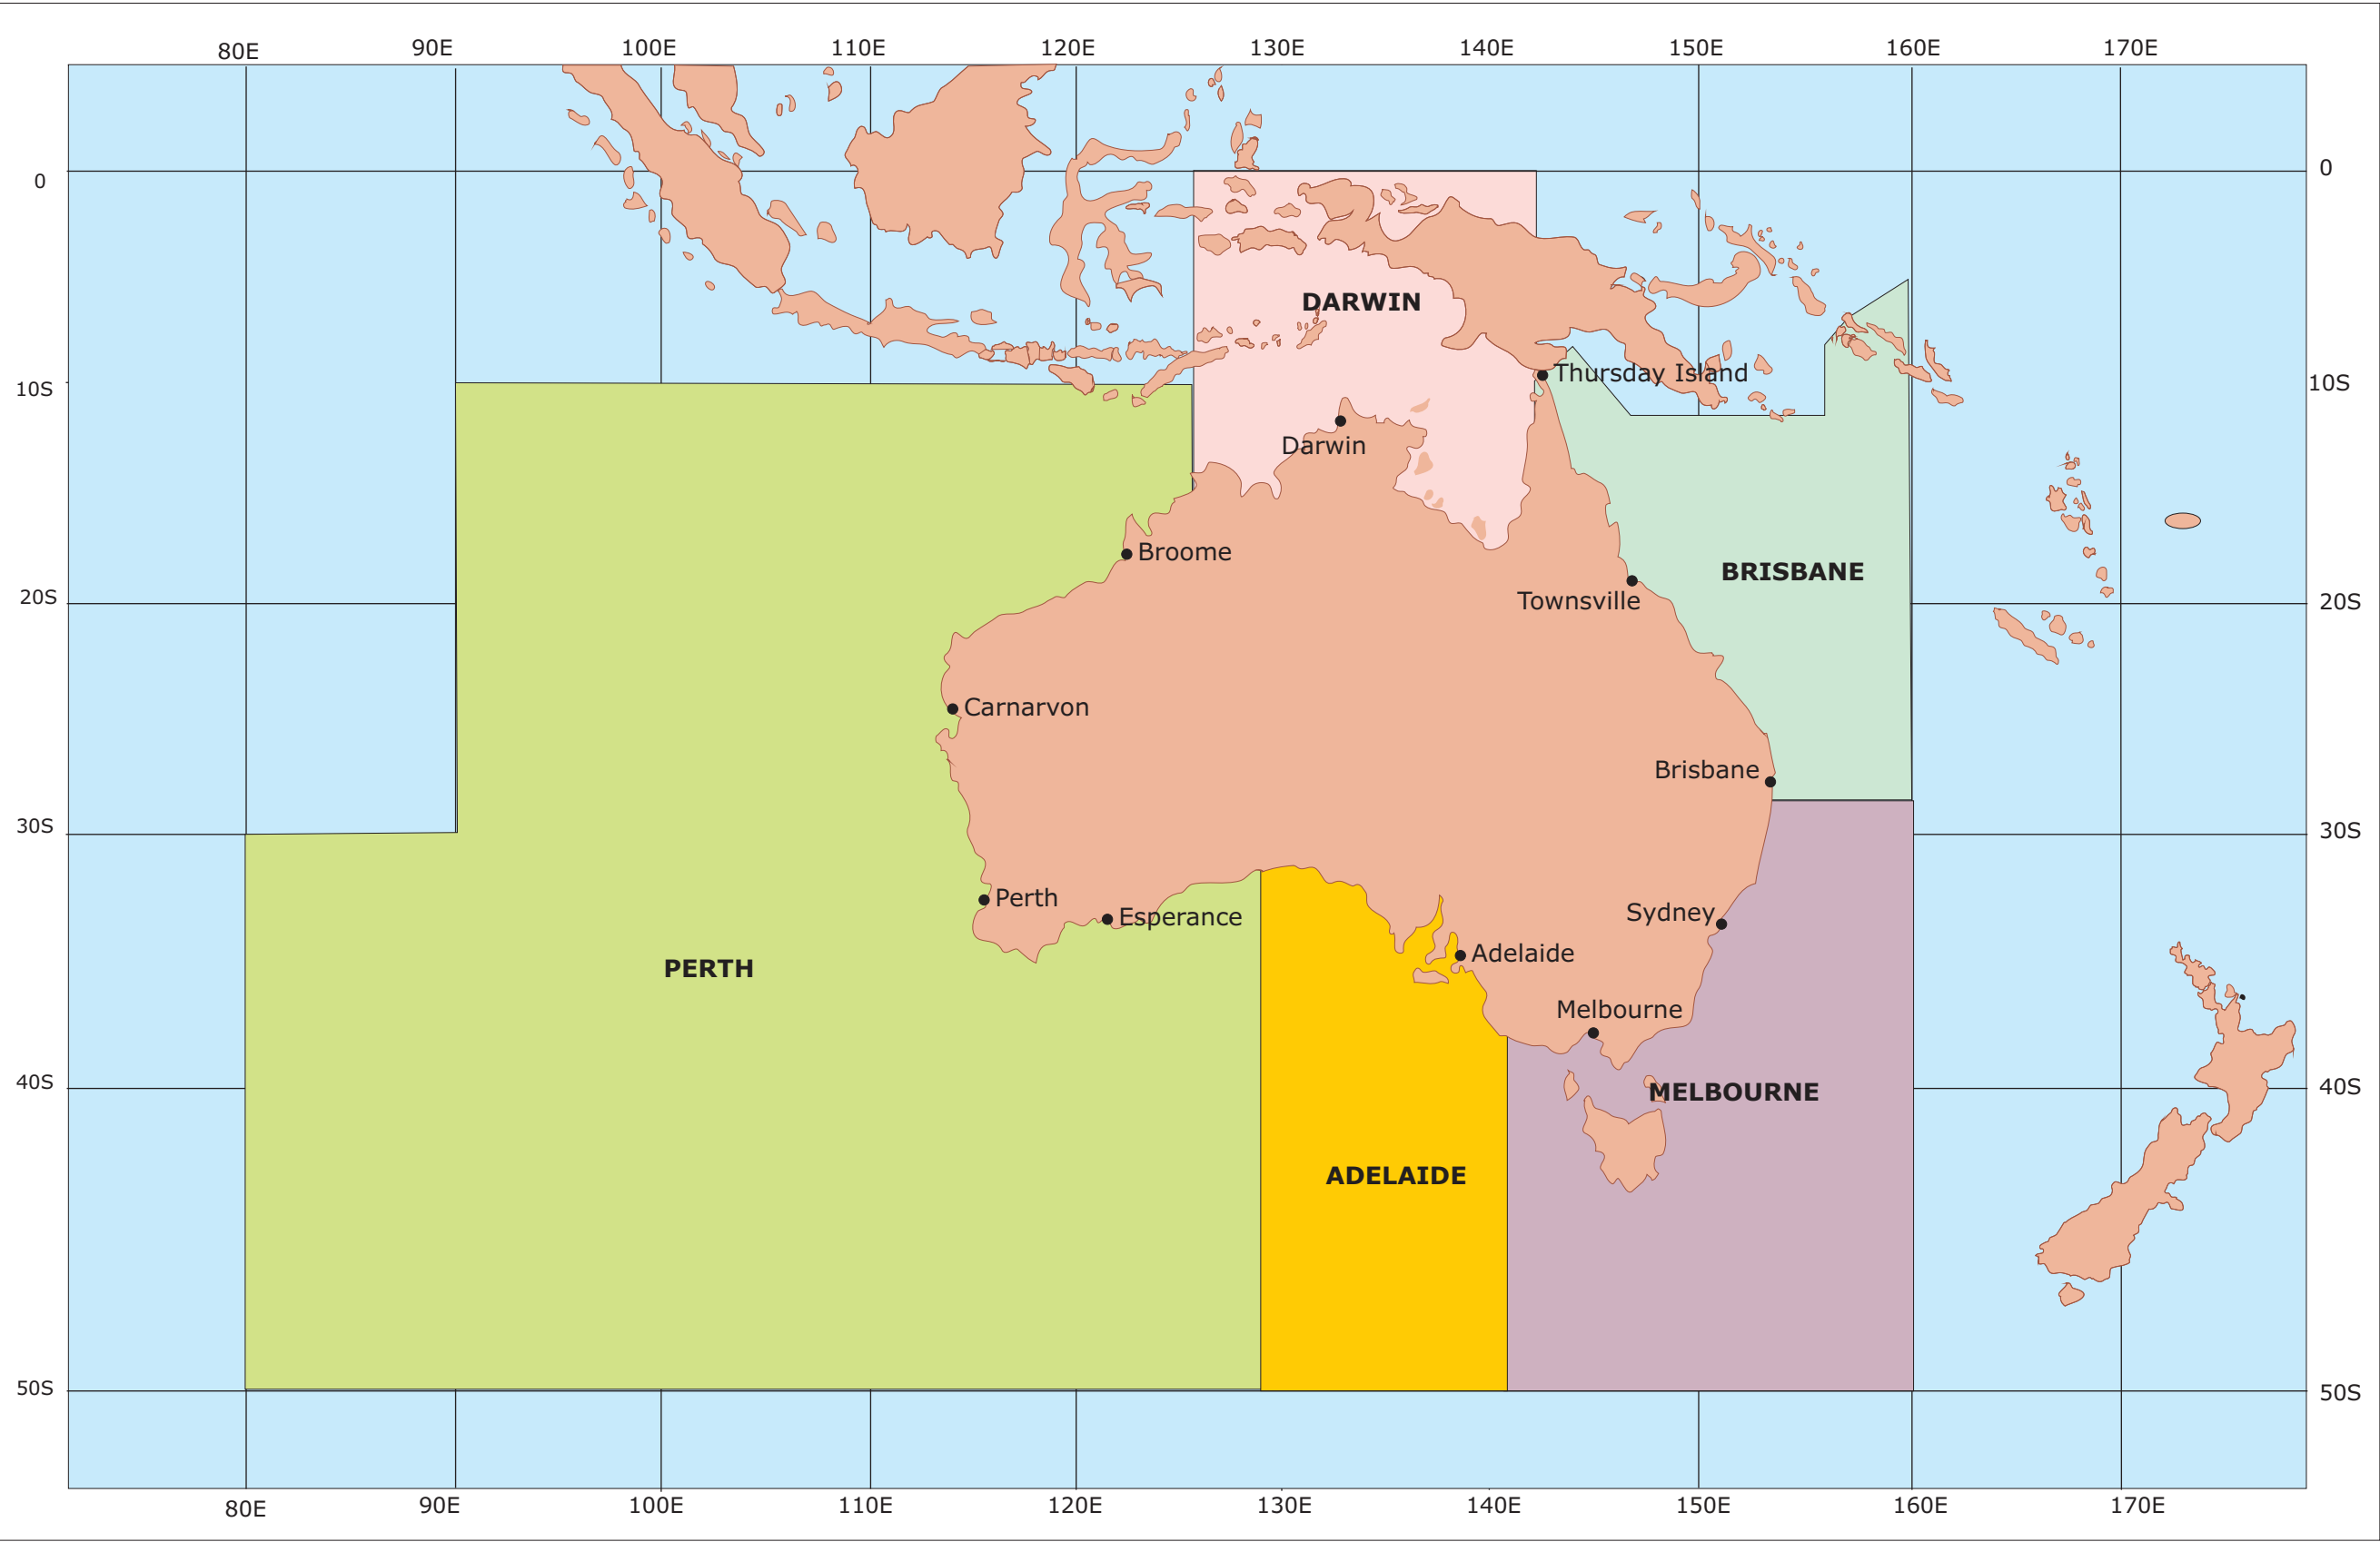 80E 90E 100E 110E 120E 130E 140E 150E 160E 170E
0 0
DARWIN
Thursday Island
10S 10S
Darwin
Broome
BRISBANE
Townsville
20S 20S
Carnarvon
Brisbane
30S 30S
Perth
Esperance
Sydney
Adelaide
PERTH
Melbourne
40S 40S
MELBOURNE
ADELAIDE
50S 50S
80E 90E 100E 110E 120E 130E 140E 150E 160E 170E